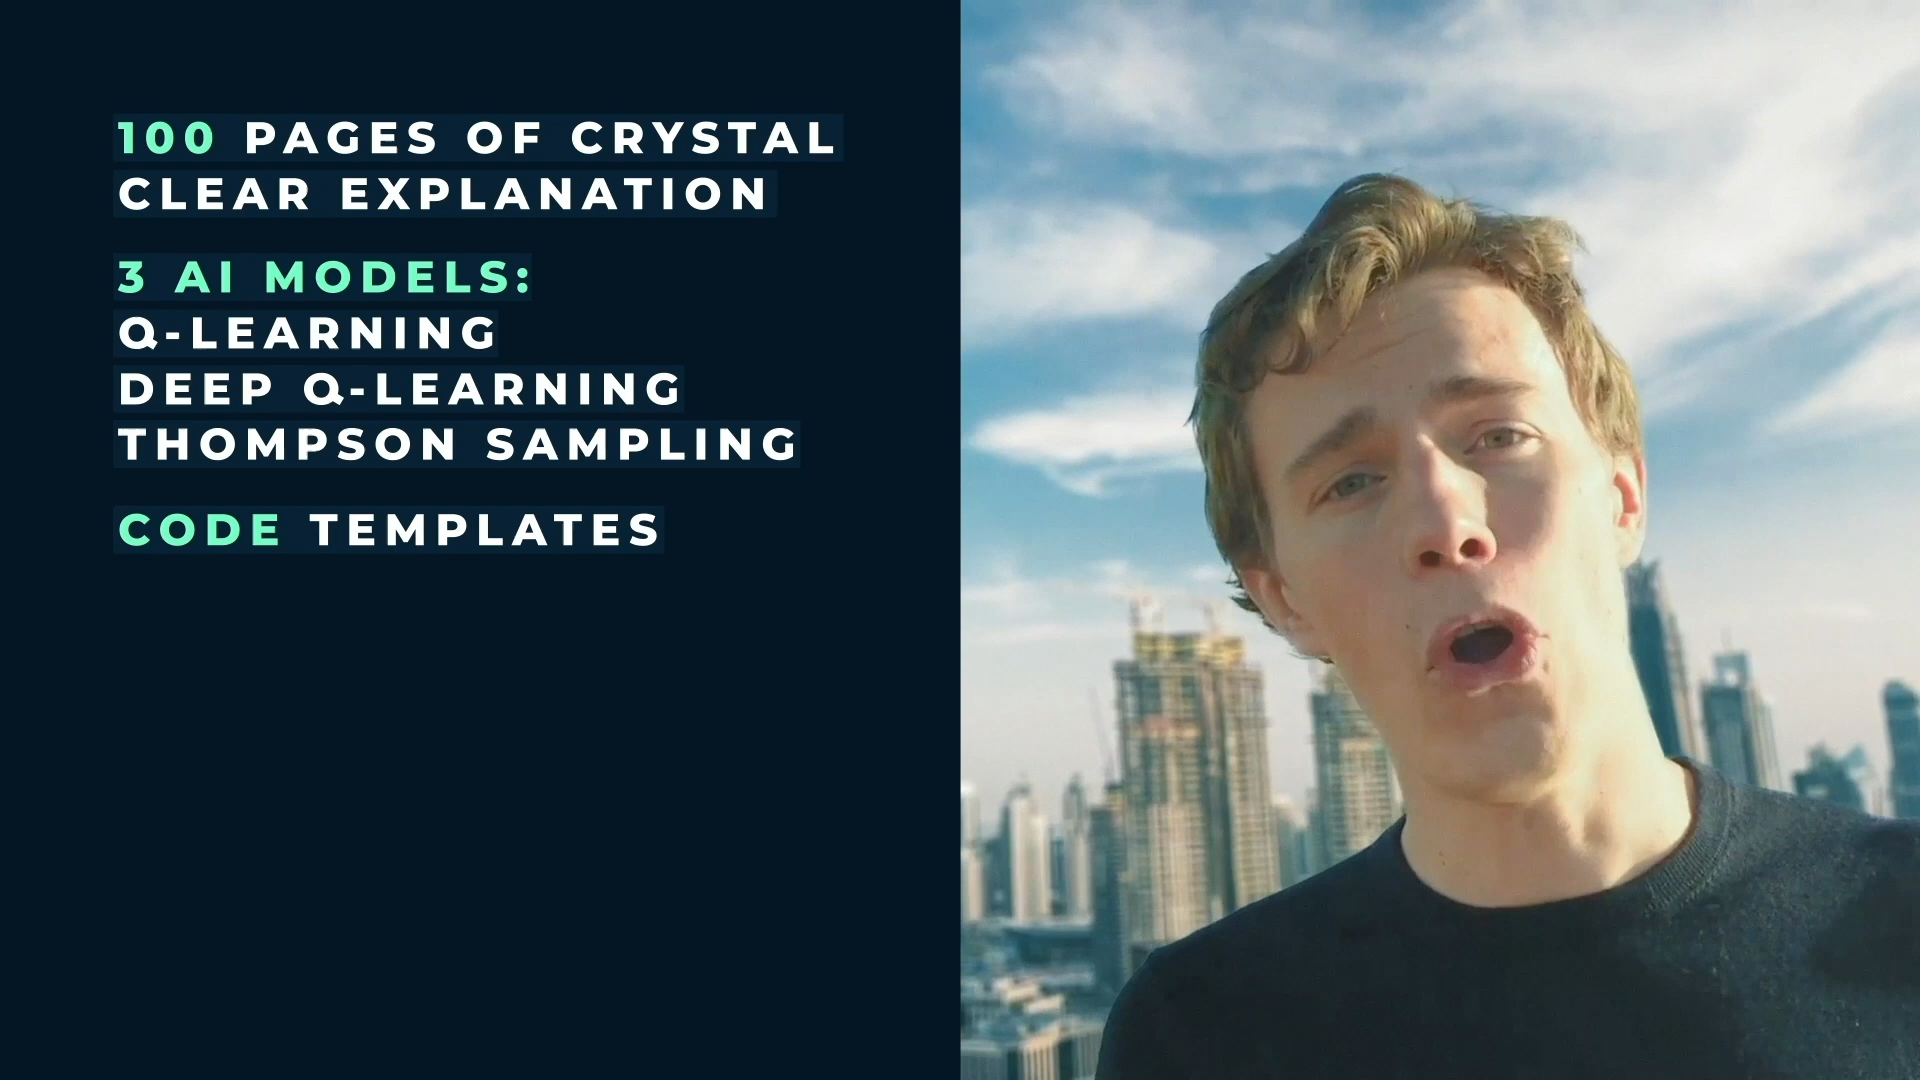 100 PAGES OF CRYSTAL
CLEAR EXPLANATION
3 AI MODELS:
Q-LEARNING
DEEP Q-LEARNING
THOMPSON SAMPLING
CODE TEMPLATES